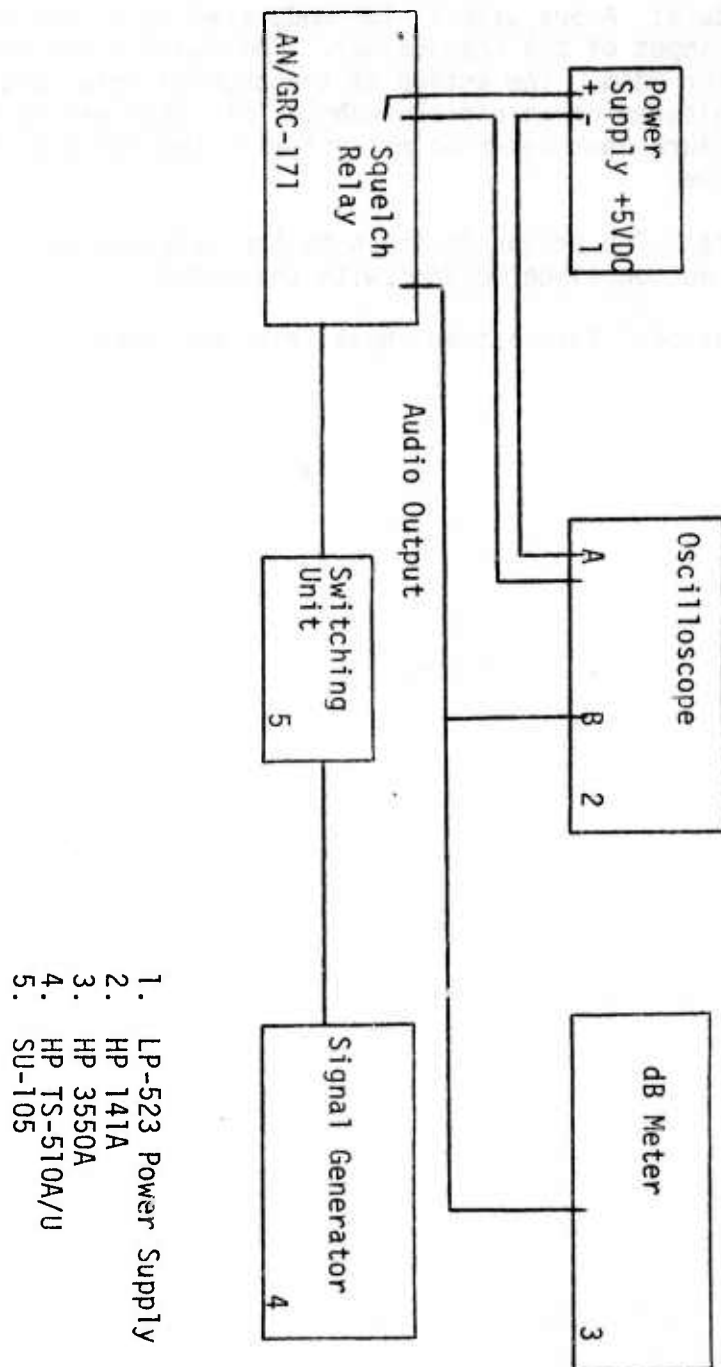 Power
Supply +5VDC
+ -
1
Oscilloscope
A
B
2
dB Meter
3
Squelch
Relay
AN/GRC-171
Audio Output
Switching
Unit
5
Signal Generator
4
1. LP-523 Power Supply
2. HP 141A
3. HP 3550A
4. HP TS-510A/U
5. SU-105